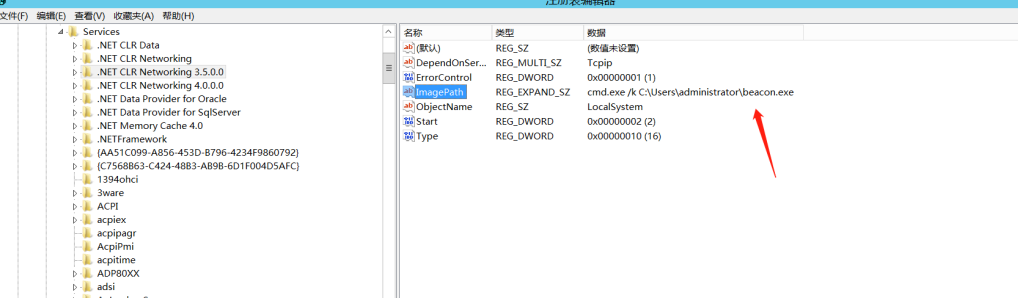 注册表编辑器
文件(F) 编辑(E) 查看(V) 收藏夹(A) 帮助(H)
Services
.NET CLR Data
.NET CLR Networking
.NET CLR Networking 3.5.0.0
.NET CLR Networking 4.0.0.0
.NET Data Provider for Oracle
.NET Data Provider for SqlServer
.NET Memory Cache 4.0
.NETFramework
{AA51C099-A856-453D-B796-4234F9860792}
{C7568B63-C424-48B3-AB9B-6D1F004D5AFC}
1394ohci
3ware
ACPI
acpiex
acpipagr
AcpiPmi
acpitime
ADP80XX
adsi
名称 类型 数据
(默认) REG_SZ (数值未设置)
DependOnSer... REG_MULTI_SZ Tcpip
ErrorControl REG_DWORD 0x00000001 (1)
ImagePath REG_EXPAND_SZ cmd.exe /k C:\Users\administrator\beacon.exe
ObjectName REG_SZ LocalSystem
Start REG_DWORD 0x00000002 (2)
Type REG_DWORD 0x00000010 (16)